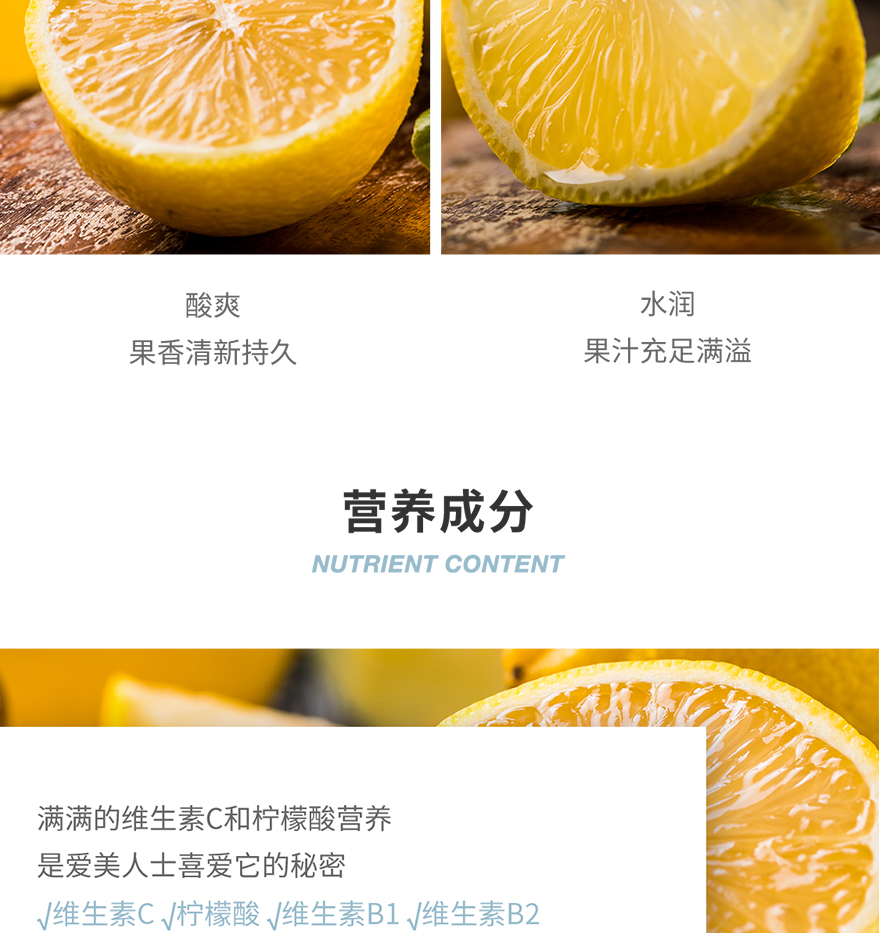 酸爽
果香清新持久
水润
果汁充足满溢
营养成分
NUTRIENT CONTENT
满满的维生素C和柠檬酸营养
是爱美人士喜爱它的秘密
√维生素C √柠檬酸 √维生素B1 √维生素B2